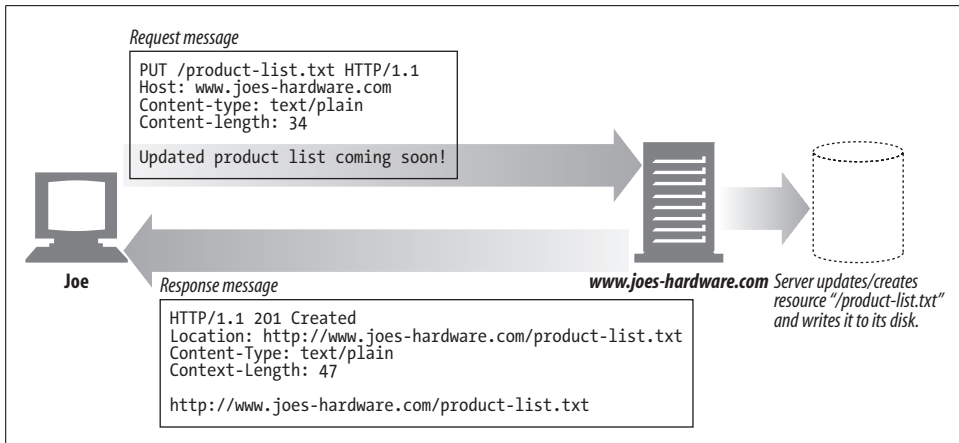 Request message
PUT /product-list.txt HTTP/1.1
Host: www.joes-hardware.com
Content-type: text/plain
Content-length: 34
Updated product list coming soon!
Joe
www.joes-hardware.com
Server updates/creates
resource “/product-list.txt”
and writes it to its disk.
Response message
HTTP/1.1 201 Created
Location: http://www.joes-hardware.com/product-list.txt
Content-Type: text/plain
Context-Length: 47
http://www.joes-hardware.com/product-list.txt